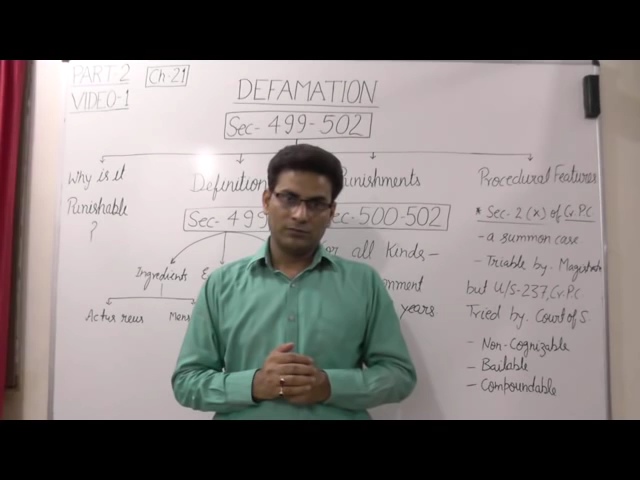 PART-2
Ch-21
VIDEO-1
DEFAMATION
Sec- 499-502
Why is it
Punishable
?
Definition
Sec- 499
Ingredients
Actus reus
Mens
Punishments
Sec-500-502
for all Kinds-
years
Procedural Features
* Sec-2(x) of Cr.P.C
- a summon case
- Triable by. Magistrate
but U/S-237, Cr.P.C
Tried by. Court of S.
- Non-Cognizable
- Bailable
- Compoundable